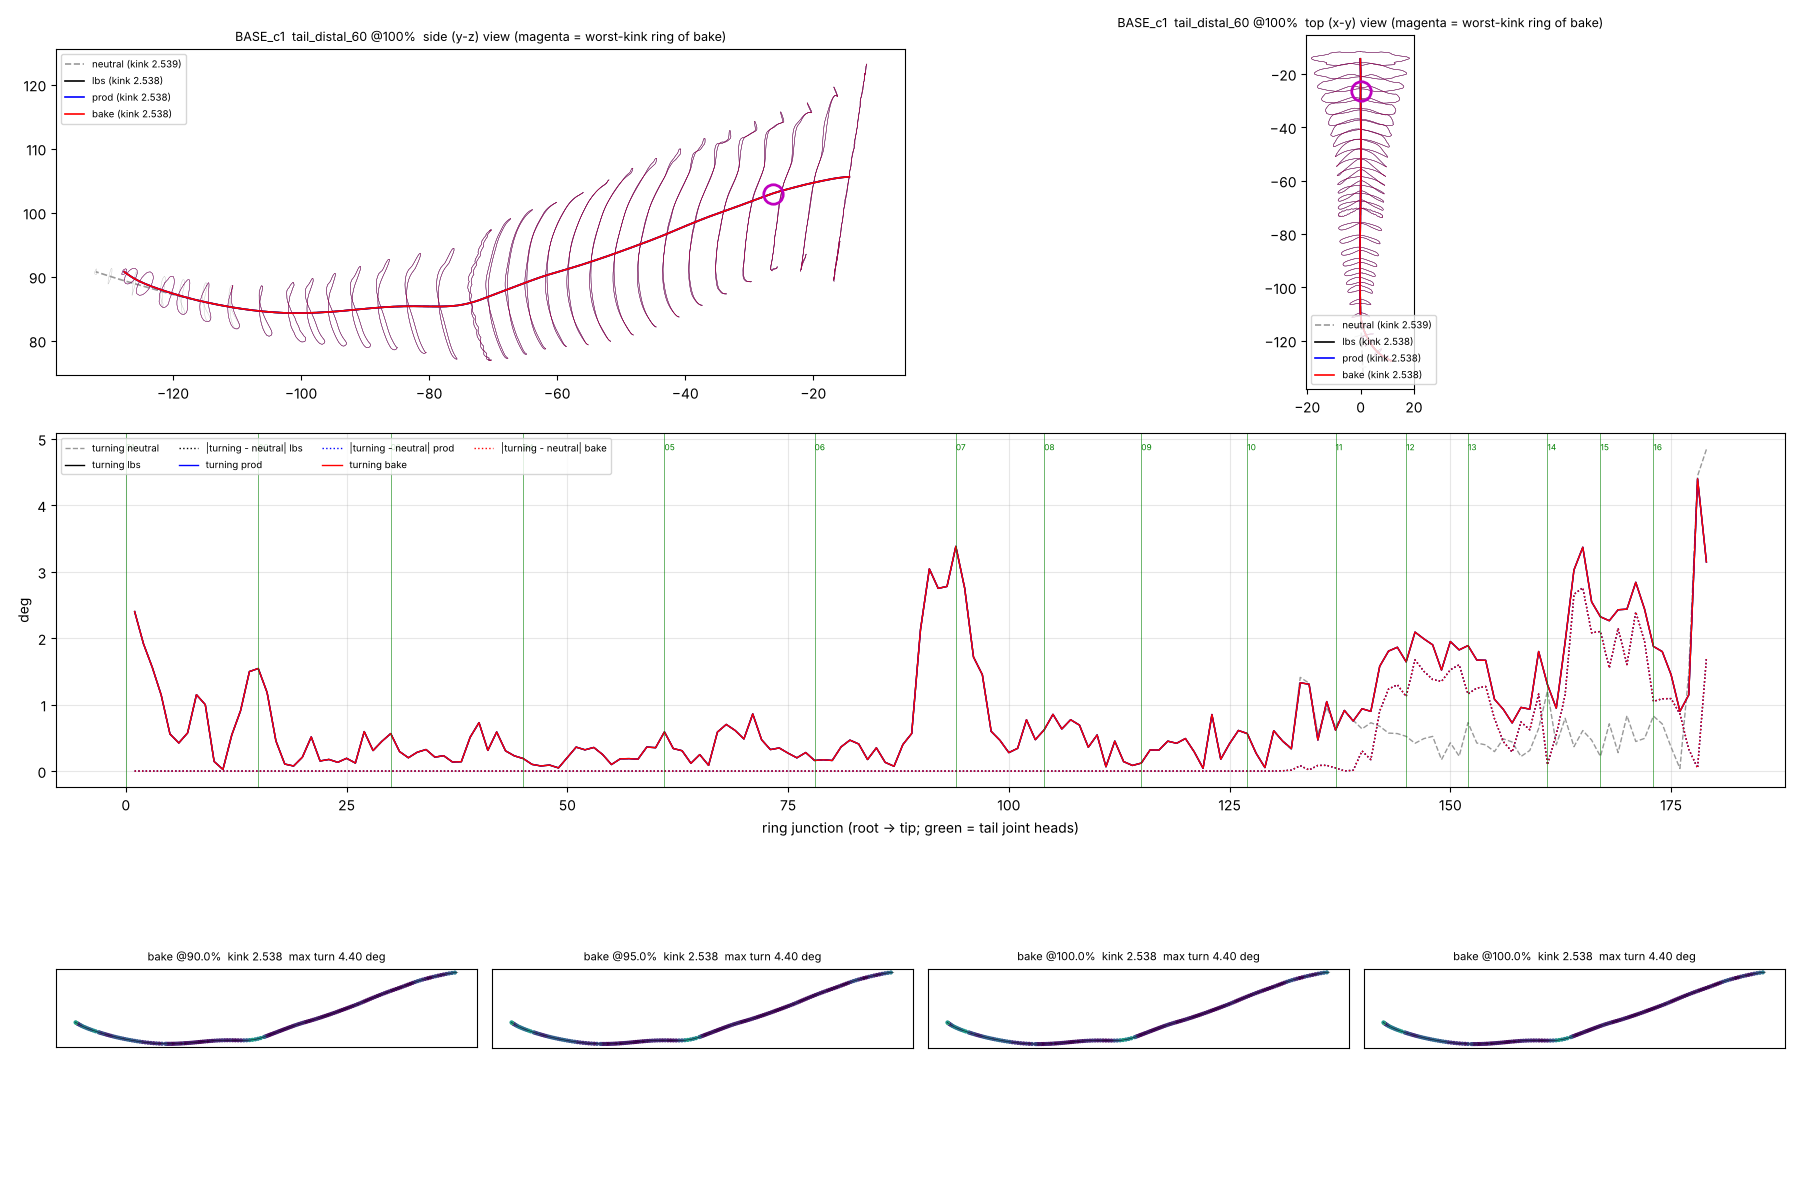 BASE_c1  tail_distal_60 @100%  side (y-z) view (magenta = worst-kink ring of bake)
neutral (kink 2.539)
lbs (kink 2.538)
prod (kink 2.538)
bake (kink 2.538)
120
110
100
90
80
−120
−100
−80
−60
−40
−20
BASE_c1  tail_distal_60 @100%  top (x-y) view (magenta = worst-kink ring of bake)
−20
−40
−60
−80
−100
−120
neutral (kink 2.539)
lbs (kink 2.538)
prod (kink 2.538)
bake (kink 2.538)
−20
0
20
turning neutral
turning lbs
|turning - neutral| lbs
turning prod
|turning - neutral| prod
turning bake
|turning - neutral| bake
05
06
07
08
09
10
11
12
13
14
15
16
5
4
3
2
1
0
deg
0
25
50
75
100
125
150
175
ring junction (root → tip; green = tail joint heads)
bake @90.0%  kink 2.538  max turn 4.40 deg
bake @95.0%  kink 2.538  max turn 4.40 deg
bake @100.0%  kink 2.538  max turn 4.40 deg
bake @100.0%  kink 2.538  max turn 4.40 deg